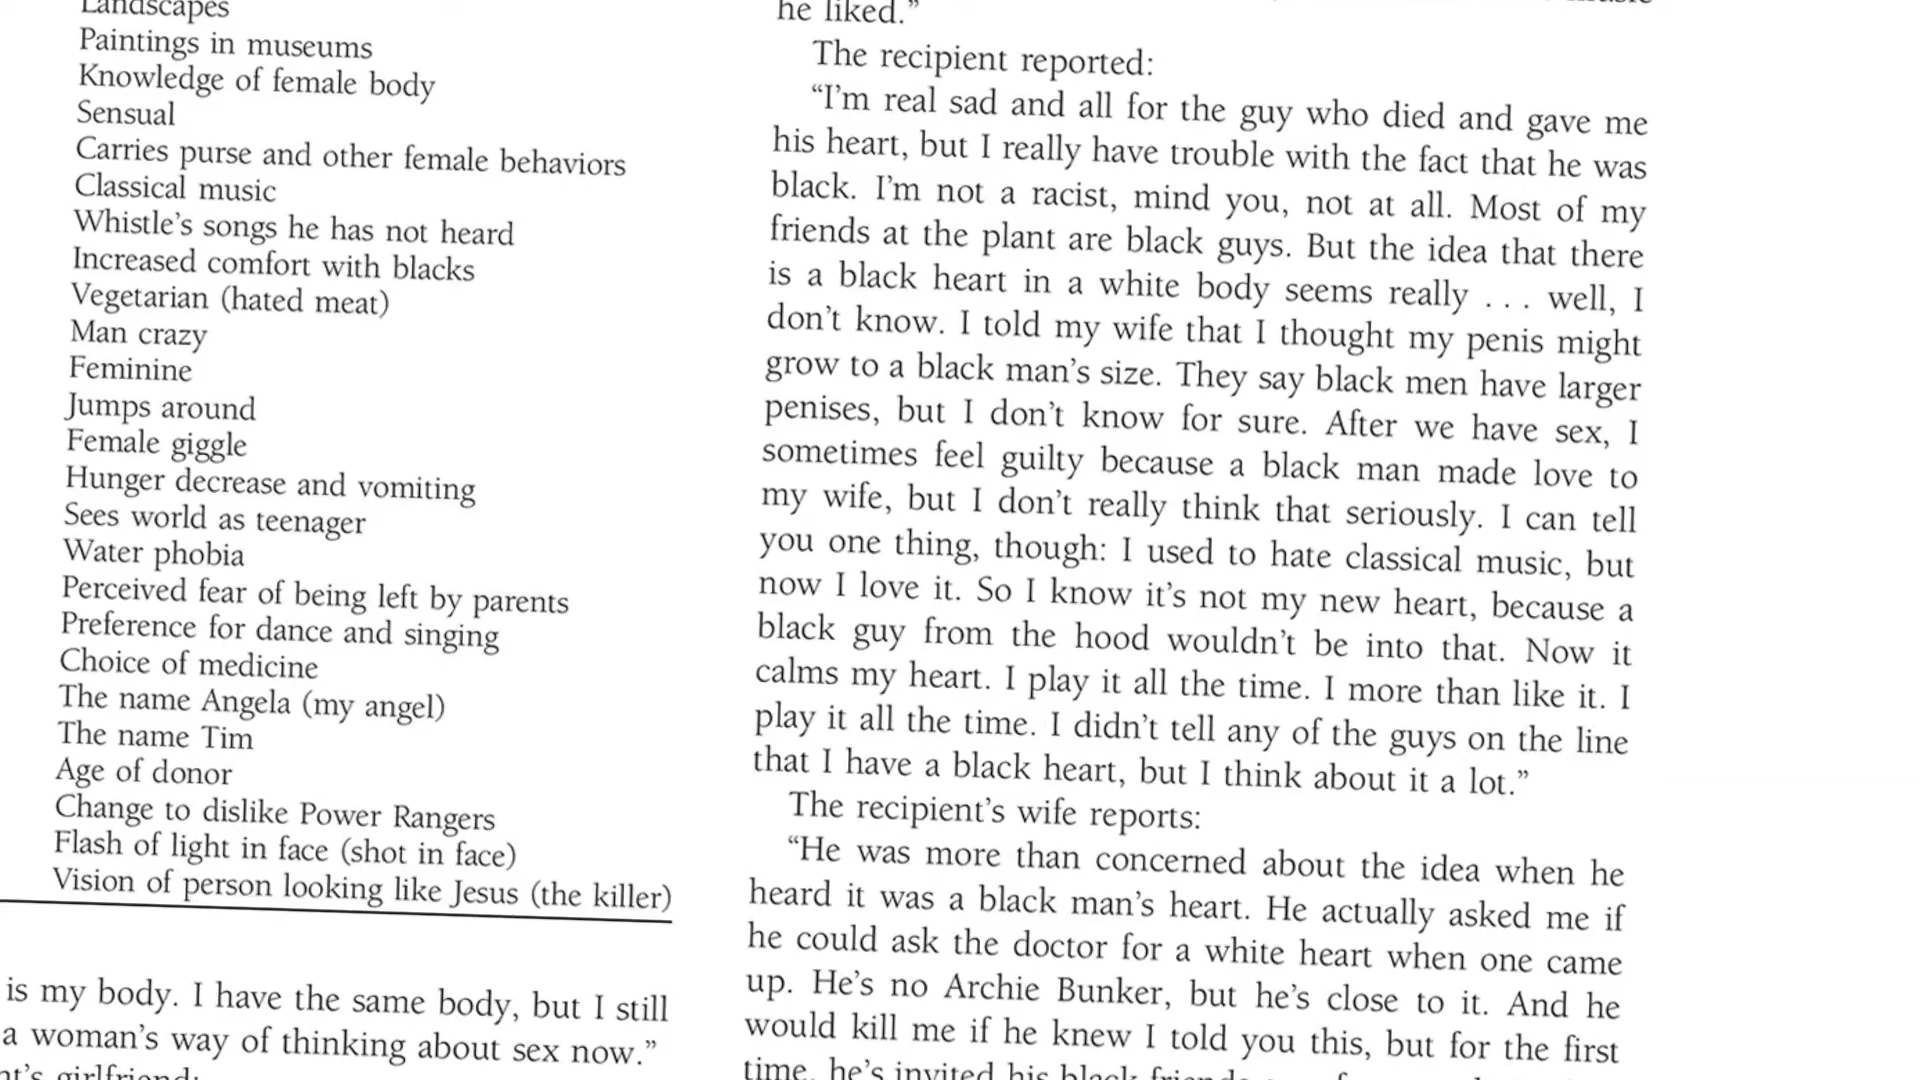 Landscapes
Paintings in museums
Knowledge of female body
Sensual
Carries purse and other female behaviors
Classical music
Whistle's songs he has not heard
Increased comfort with blacks
Vegetarian (hated meat)
Man crazy
Feminine
Jumps around
Female giggle
Hunger decrease and vomiting
Sees world as teenager
Water phobia
Perceived fear of being left by parents
Preference for dance and singing
Choice of medicine
The name Angela (my angel)
The name Tim
Age of donor
Change to dislike Power Rangers
Flash of light in face (shot in face)
Vision of person looking like Jesus (the killer)
is my body. I have the same body, but I still
a woman's way of thinking about sex now.”
girlfriend:
music
he liked.”
The recipient reported:
“I'm real sad and all for the guy who died and gave me
his heart, but I really have trouble with the fact that he was
black. I'm not a racist, mind you, not at all. Most of my
friends at the plant are black guys. But the idea that there
is a black heart in a white body seems really . . . well, I
don't know. I told my wife that I thought my penis might
grow to a black man's size. They say black men have larger
penises, but I don't know for sure. After we have sex, I
sometimes feel guilty because a black man made love to
my wife, but I don't really think that seriously. I can tell
you one thing, though: I used to hate classical music, but
now I love it. So I know it's not my new heart, because a
black guy from the hood wouldn't be into that. Now it
calms my heart. I play it all the time. I more than like it. I
play it all the time. I didn't tell any of the guys on the line
that I have a black heart, but I think about it a lot.”
The recipient's wife reports:
“He was more than concerned about the idea when he
heard it was a black man's heart. He actually asked me if
he could ask the doctor for a white heart when one came
up. He's no Archie Bunker, but he's close to it. And he
would kill me if he knew I told you this, but for the first
time, he's invited his black friends